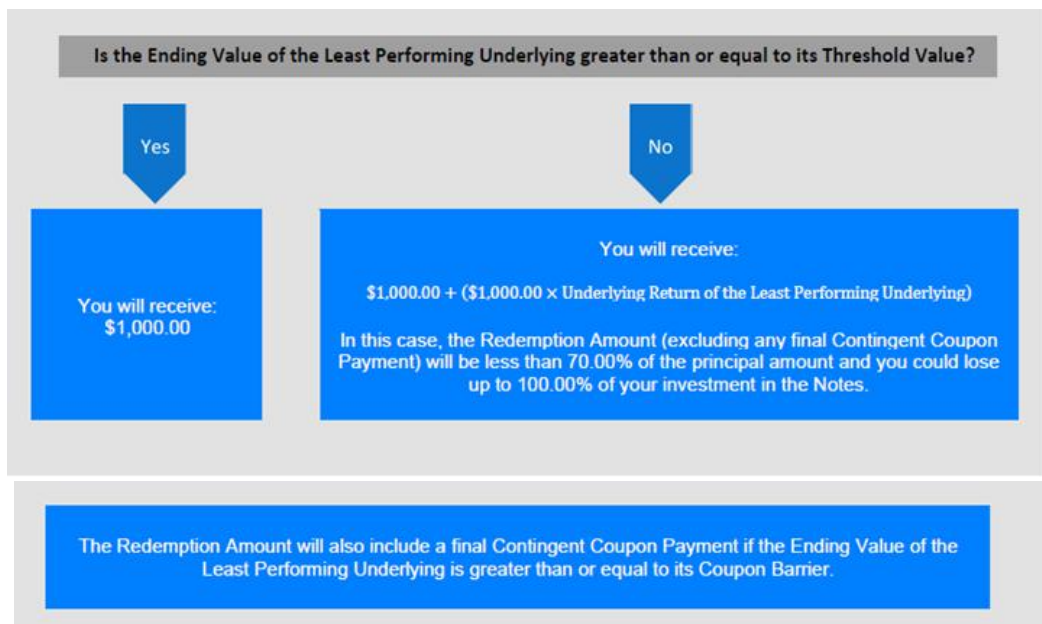 Is the Ending Value of the Least Performing Underlying greater than or equal to its Threshold Value?
Yes
No
You will receive:
$1,000.00
You will receive:
$1,000.00 + ($1,000.00 × Underlying Return of the Least Performing Underlying)
In this case, the Redemption Amount (excluding any final Contingent Coupon
Payment) will be less than 70.00% of the principal amount and you could lose
up to 100.00% of your investment in the Notes.
The Redemption Amount will also include a final Contingent Coupon Payment if the Ending Value of the
Least Performing Underlying is greater than or equal to its Coupon Barrier.